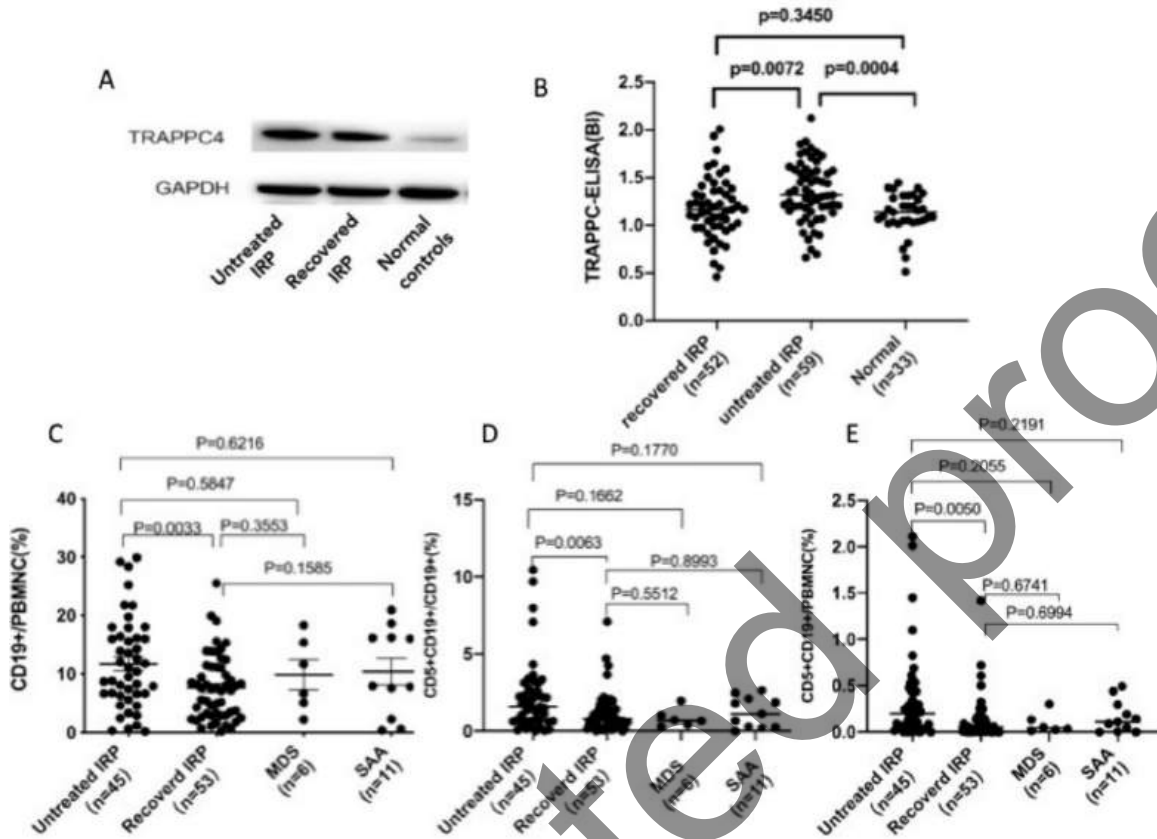 A
TRAPPC4
GAPDH
Untreated IRP
Recovered IRP
Normal controls
B
p=0.3450
p=0.0072
p=0.0004
TRAPPC-ELISA(BI)
2.5
2.0
1.5
1.0
0.5
0.0
recovered IRP (n=52)
untreated IRP (n=59)
Normal (n=33)
C
P=0.6216
P=0.5847
P=0.0033
P=0.3553
P=0.1585
CD19+/PBMNC(%)
40
30
20
10
0
Untreated IRP (n=45)
Recoverd IRP (n=53)
MDS (n=6)
SAA (n=11)
D
P=0.1770
P=0.1662
P=0.0063
P=0.8993
P=0.5512
CD5+CD19+/CD19+(%)
15
10
5
0
Untreated IRP (n=45)
Recoverd IRP (n=53)
MDS (n=6)
SAA (n=11)
E
P=0.2191
P=0.2055
P=0.0050
P=0.6741
P=0.6994
CD5+CD19+/PBMNC(%)
2.5
2.0
1.5
1.0
0.5
0.0
Untreated IRP (n=45)
Recoverd IRP (n=53)
MDS (n=6)
SAA (n=11)